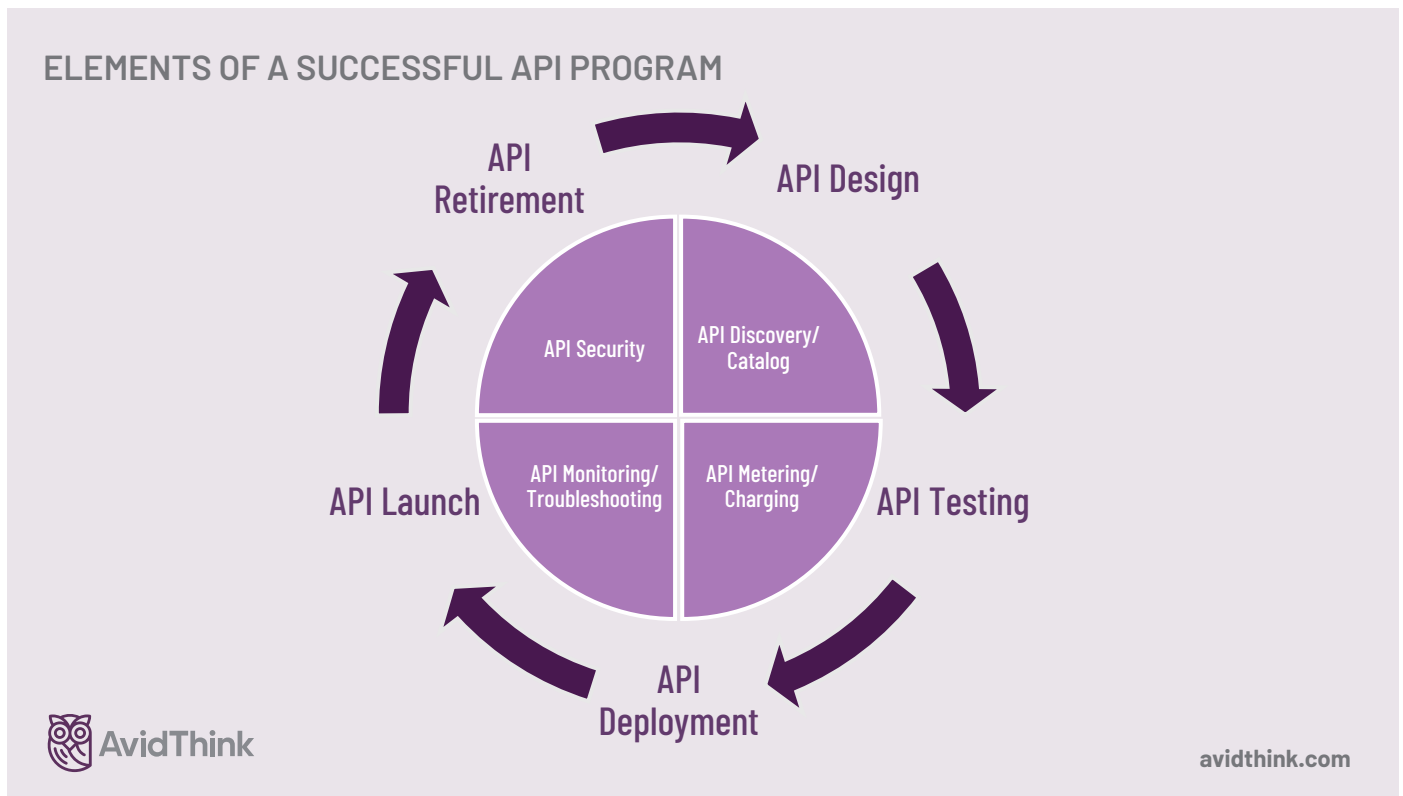 ELEMENTS OF A SUCCESSFUL API PROGRAM
API
Retirement
API Design
API Security
API Discovery/
Catalog
API Monitoring/
Troubleshooting
API Metering/
Charging
API Launch
API Testing
API
Deployment
AvidThink
avidthink.com